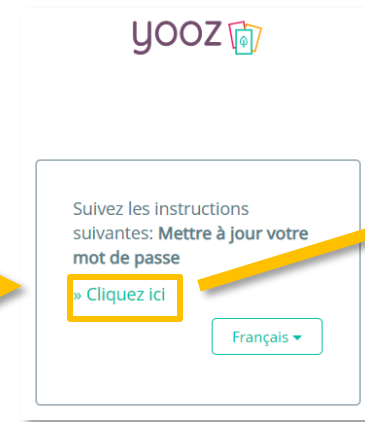 yooz
Suivez les instructions
suivantes: Mettre à jour votre
mot de passe
» Cliquez ici
Français